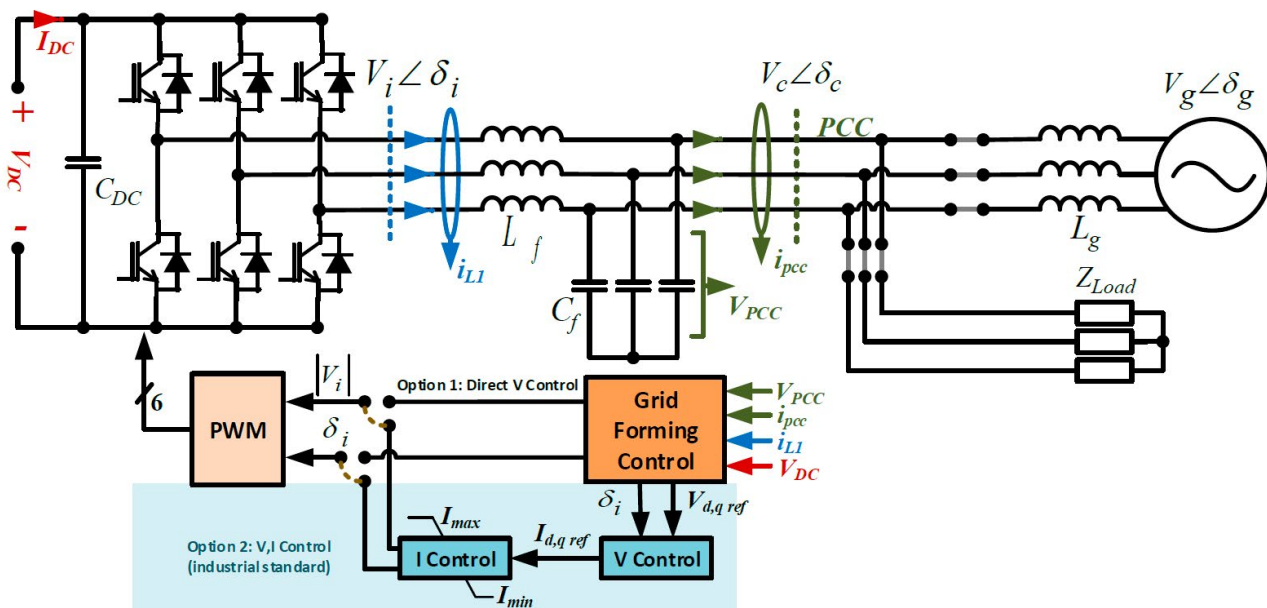 I_DC
+
V_DC
-
C_DC
V_i∠δ_i
i_L1
L_f
C_f
V_c∠δ_c
i_pcc
V_PCC
PCC
V_g∠δ_g
L_g
Z_Load
6
PWM
|V_i|
δ_i
Option 1: Direct V Control
Grid
Forming
Control
V_PCC
i_pcc
i_L1
V_DC
δ_i
V_d,q ref
Option 2: V,I Control
(industrial standard)
I_max
I Control
I_min
I_d,q ref
V Control